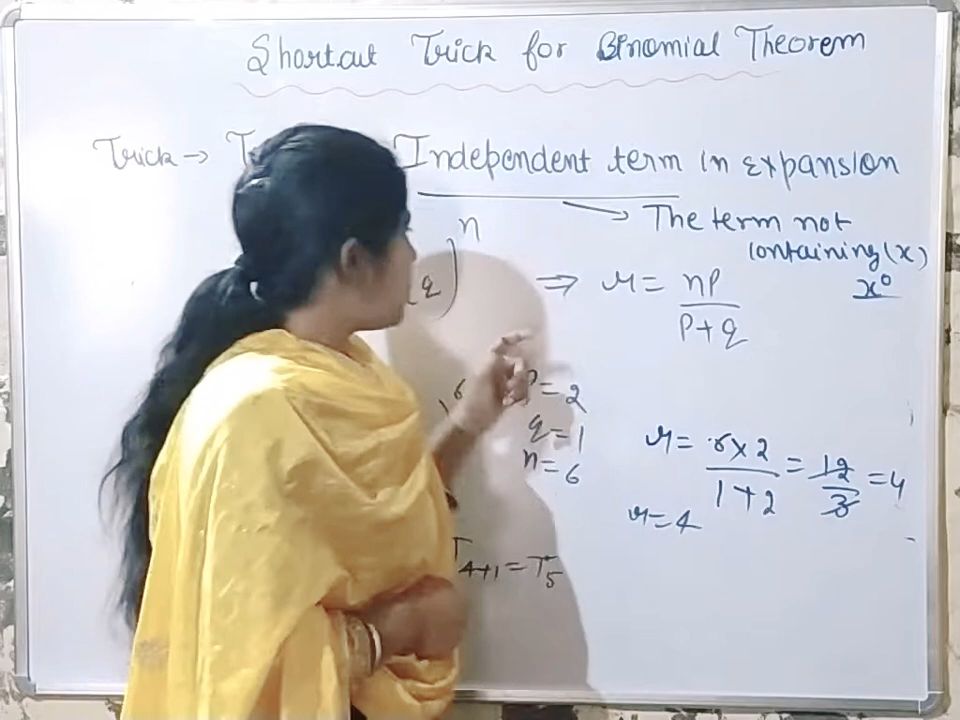 Shortcut Trick for Binomial Theorem
Trick → Independent term in expansion
→ The term not
containing (x)
x⁰
n
q) ⇒ r = np / p+q
6
p = 2
q = 1
n = 6
r = 6×2 / 1+2 = 12 / 3 = 4
r = 4
T₄₊₁ = T₅